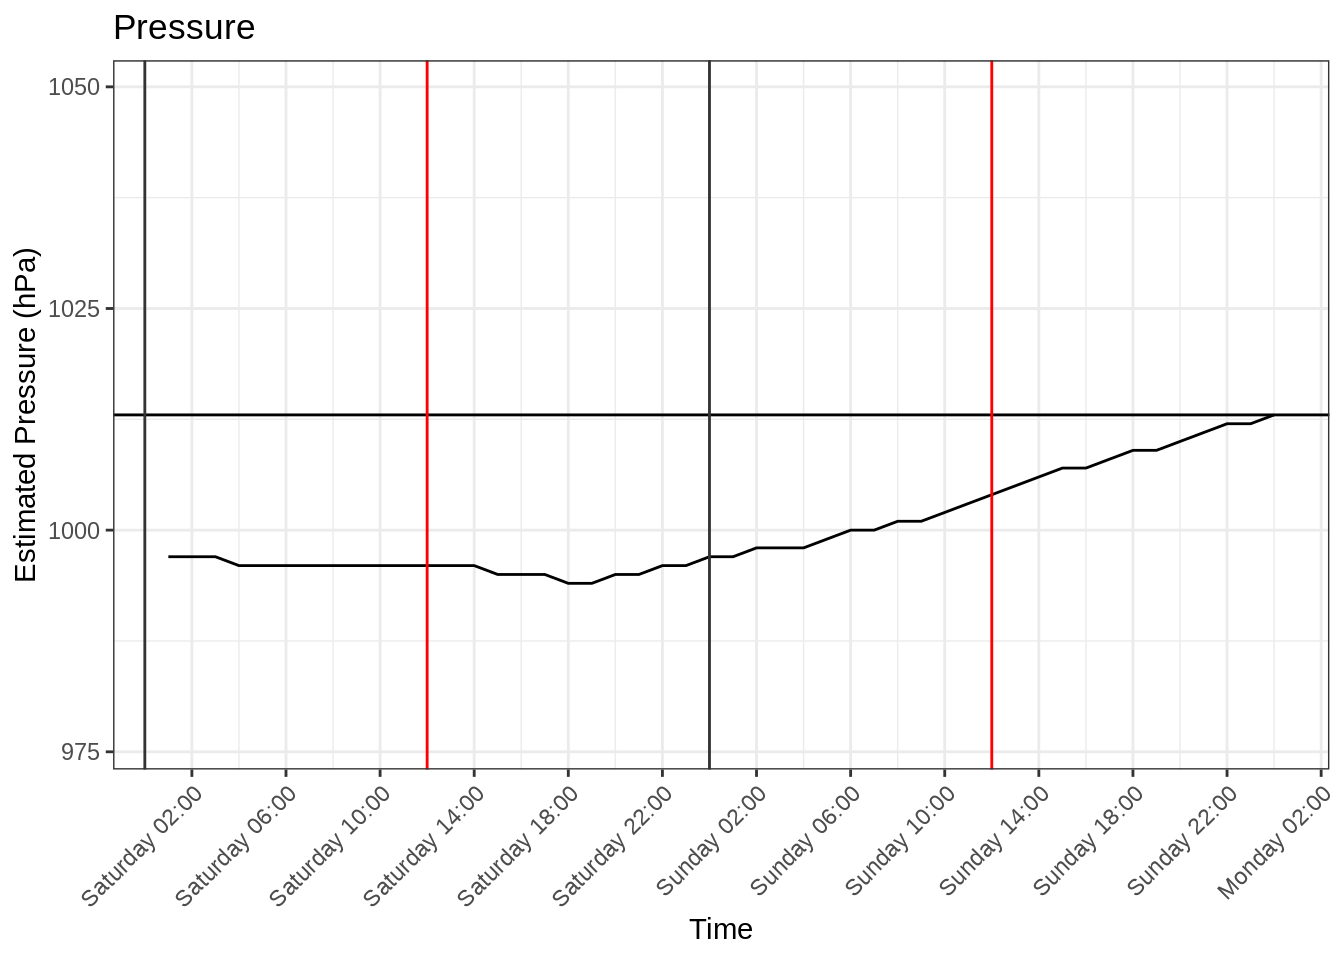 Pressure
Estimated Pressure (hPa)
1050
1025
1000
975
Saturday 02:00
Saturday 06:00
Saturday 10:00
Saturday 14:00
Saturday 18:00
Saturday 22:00
Sunday 02:00
Sunday 06:00
Sunday 10:00
Sunday 14:00
Sunday 18:00
Sunday 22:00
Monday 02:00
Time